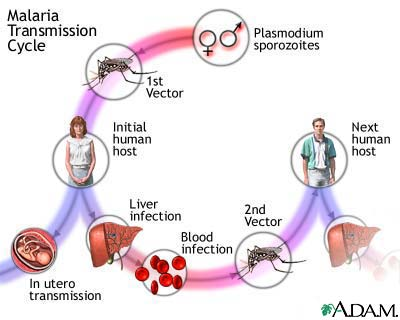 Malaria
Transmission
Cycle
Plasmodium
sporozoites
1st
Vector
Initial
human
host
Next
human
host
Liver
infection
Blood
infection
2nd
Vector
In utero
transmission
ADAM.